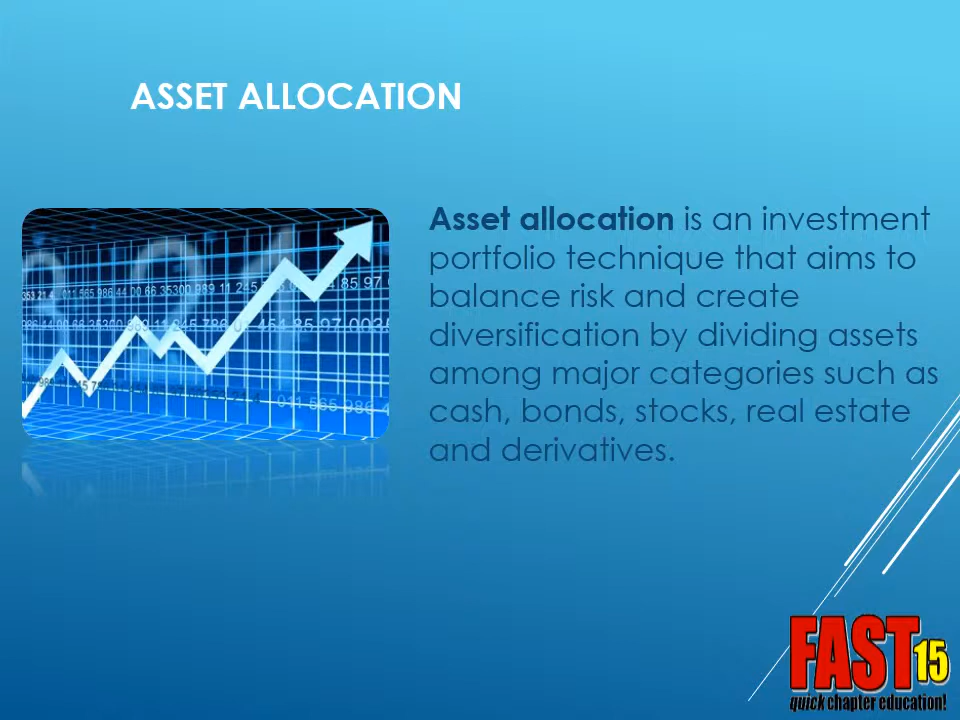 ASSET ALLOCATION
Asset allocation is an investment
portfolio technique that aims to
balance risk and create
diversification by dividing assets
among major categories such as
cash, bonds, stocks, real estate
and derivatives.
FAST15
quick chapter education!